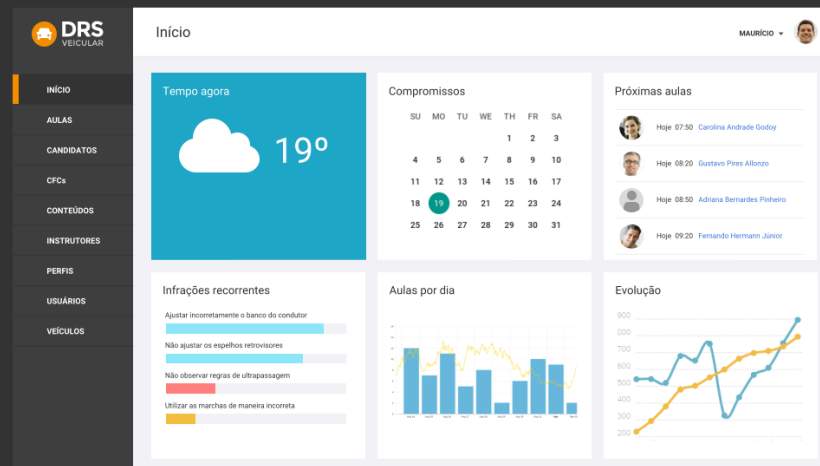 DRS
VEICULAR
Início
MAURÍCIO
INÍCIO
AULAS
CANDIDATOS
CFCs
CONTEÚDOS
INSTRUTORES
PERFIS
USUÁRIOS
VEÍCULOS
Tempo agora
19º
Compromissos
SU MO TU WE TH FR SA
1 2 3
4 5 6 7 8 9 10
11 12 13 14 15 16 17
18 19 20 21 22 23 24
25 26 27 28 29 30 31
Próximas aulas
Hoje 07:50 Carolina Andrade Godoy
Hoje 08:20 Gustavo Pires Allonzo
Hoje 08:50 Adriana Bernardes Pinheiro
Hoje 09:20 Fernando Hermann Júnior
Infrações recorrentes
Ajustar incorretamente o banco do condutor
Não ajustar os espelhos retrovisores
Não observar regras de ultrapassagem
Utilizar as marchas de maneira incorreta
Aulas por dia
Evolução
900
800
700
600
500
400
300
200